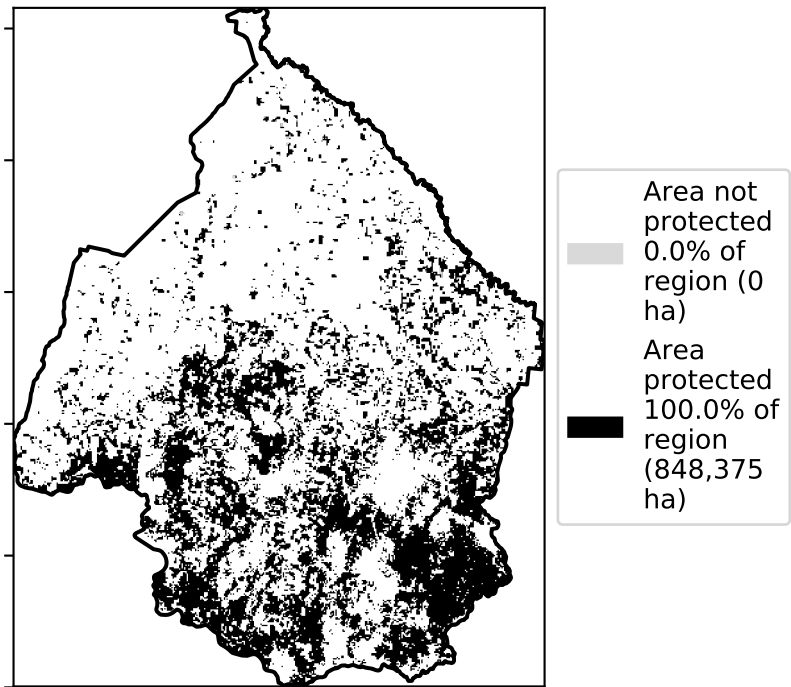 Area not
protected
0.0% of
region (0
ha)
Area
protected
100.0% of
region
(848,375
ha)